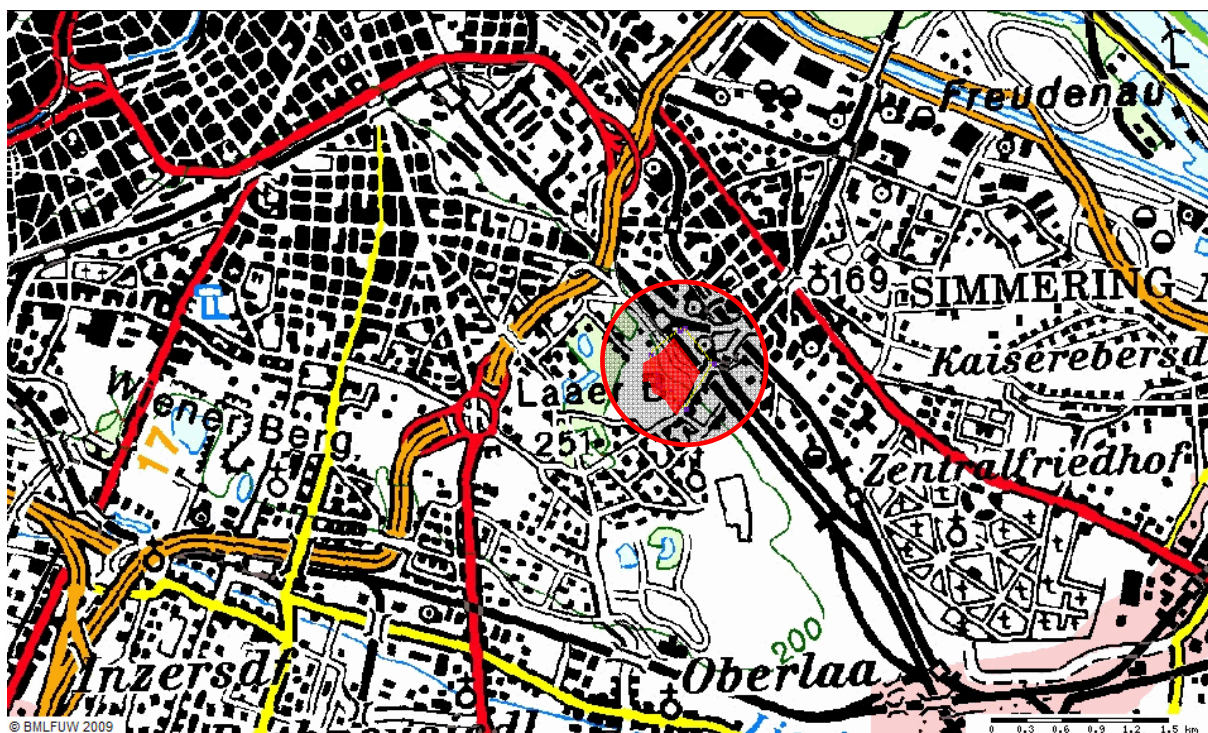 Freudenau
169
SIMMERING
Kaiserebersd
Laaer B
251
Wiener Berg
17
Zentralfriedhof
200
Oberlaa
Inzersdf
© BMLFUW 2009
0 0.3 0.6 0.9 1.2 1.5 km